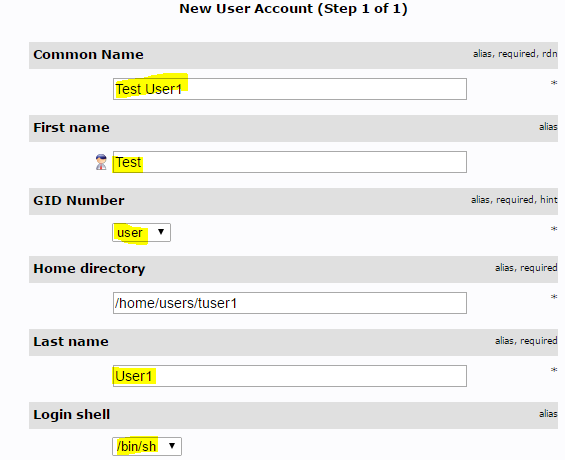 New User Account (Step 1 of 1)
Common Name alias, required, rdn
Test User1 *
First name alias
Test
GID Number alias, required, hint
user *
Home directory alias, required
/home/users/tuser1 *
Last name alias, required
User1 *
Login shell alias
/bin/sh